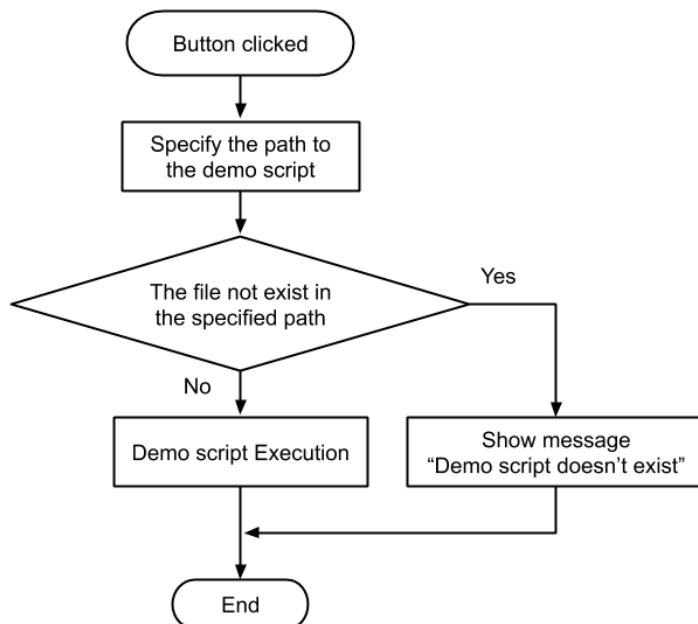 Button clicked
Specify the path to
the demo script
The file not exist in
the specified path
Yes
No
Demo script Execution
Show message
“Demo script doesn’t exist”
End